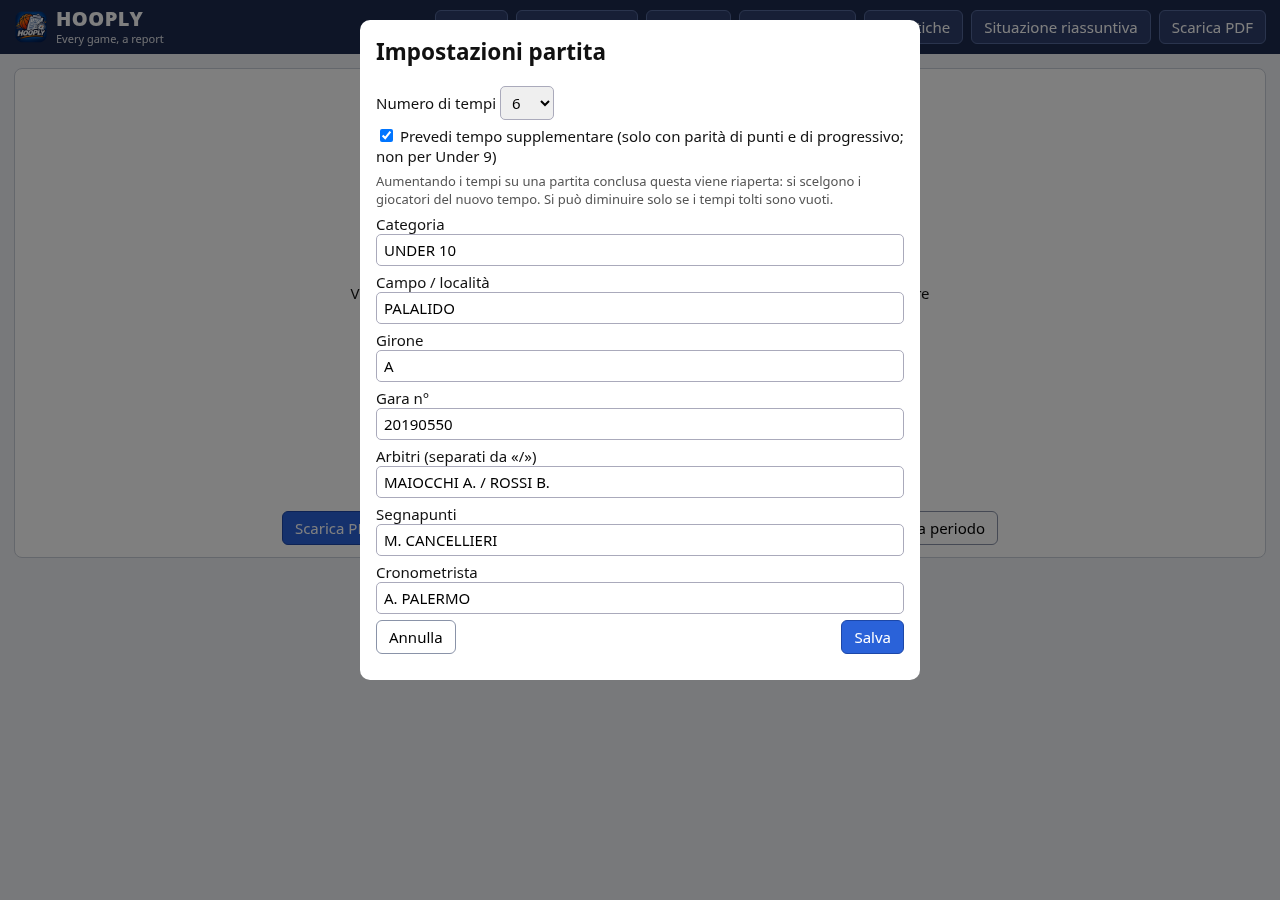 HOOPLY
Every game, a report
Situazione riassuntiva
Scarica PDF
Impostazioni partita
Numero di tempi 6
Prevedi tempo supplementare (solo con parità di punti e di progressivo;
non per Under 9)
Aumentando i tempi su una partita conclusa questa viene riaperta: si scelgono i
giocatori del nuovo tempo. Si può diminuire solo se i tempi tolti sono vuoti.
Categoria
UNDER 10
Campo / località
PALALIDO
Girone
A
Gara n°
20190550
Arbitri (separati da «/»)
MAIOCCHI A. / ROSSI B.
Segnapunti
M. CANCELLIERI
Scarica
a periodo
Cronometrista
A. PALERMO
Annulla
Salva